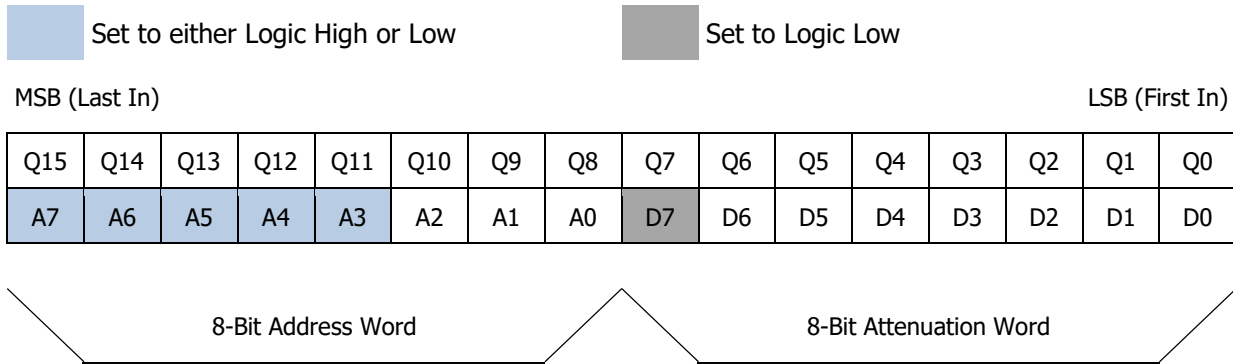 Set to either Logic High or Low Set to Logic Low
MSB (Last In) LSB (First In)
Q15 Q14 Q13 Q12 Q11 Q10 Q9 Q8 Q7 Q6 Q5 Q4 Q3 Q2 Q1 Q0
A7 A6 A5 A4 A3 A2 A1 A0 D7 D6 D5 D4 D3 D2 D1 D0
8-Bit Address Word 8-Bit Attenuation Word